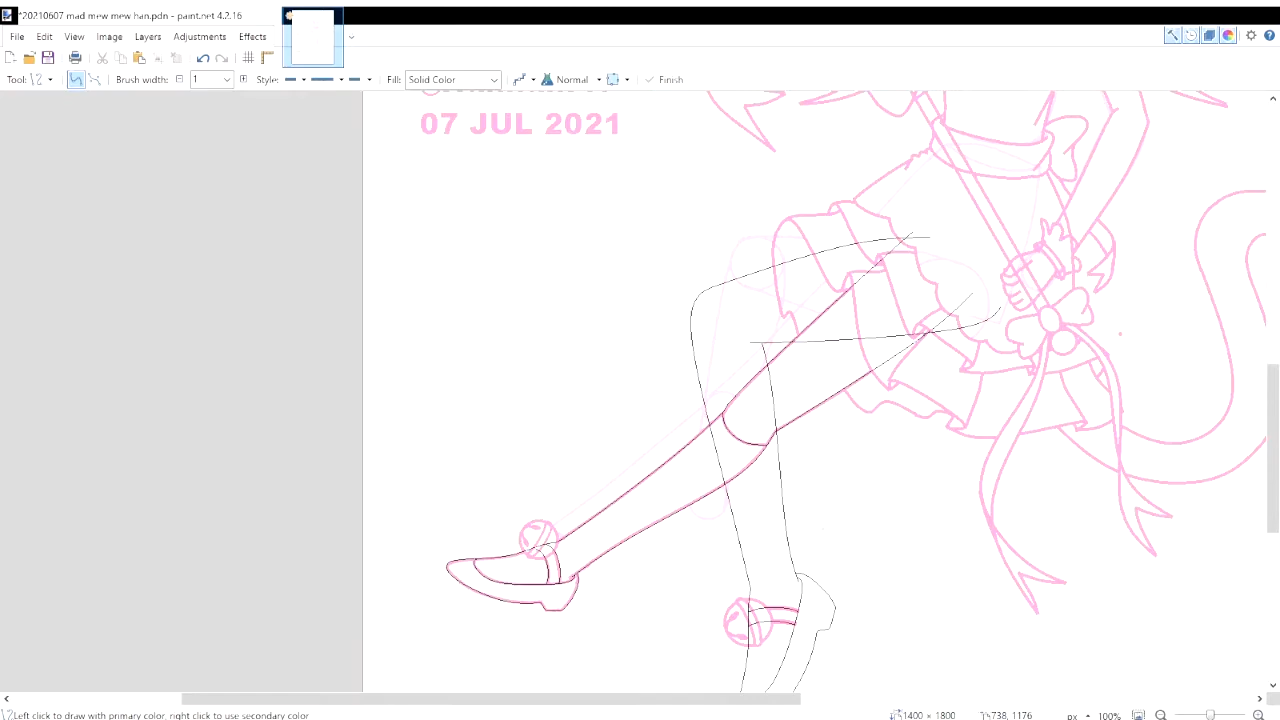 *20210607 mad mew mew han.pdn - paint.net 4.2.16
File Edit View Image Layers Adjustments Effects
Tool: Brush width: 1 Style: Fill: Solid Color Normal Finish
07 JUL 2021
Left click to draw with primary color, right click to use secondary color 1400 × 1800 738, 1176 px 100%